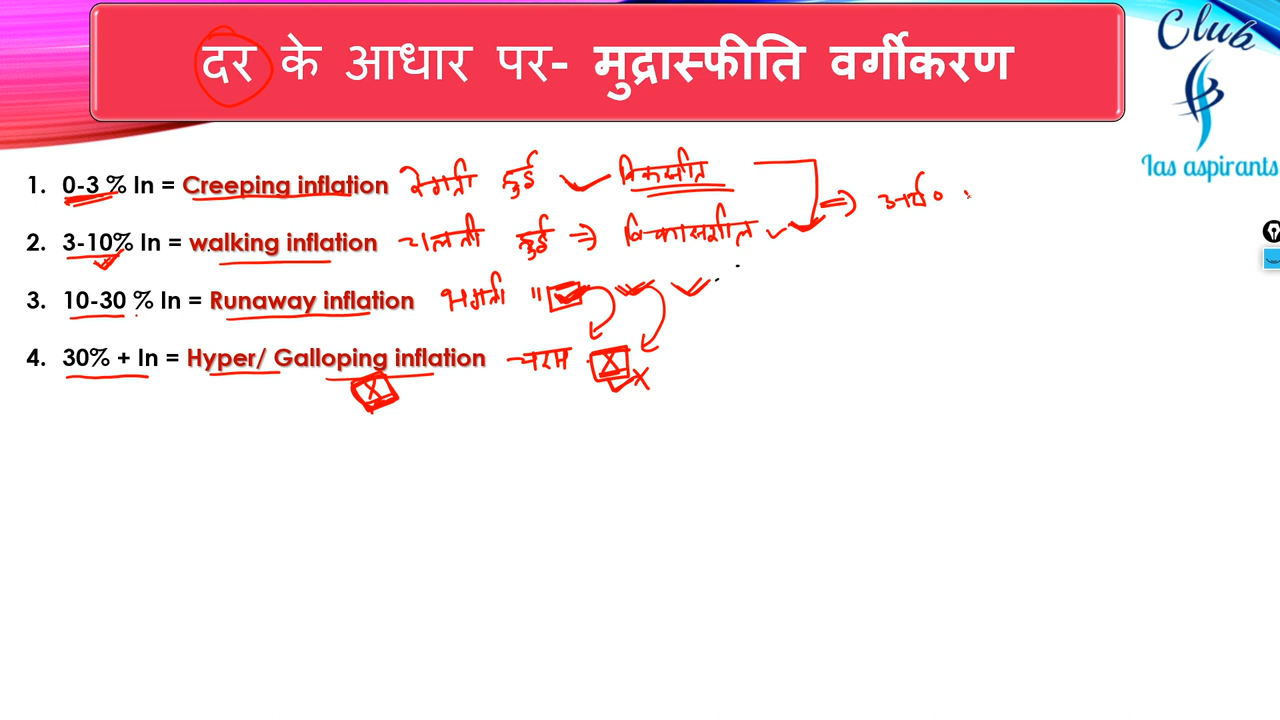 दर के आधार पर- मुद्रास्फीति वर्गीकरण
Club
Ias aspirants
1. 0-3 % In = Creeping inflation रेंगती हुई विकसीत
2. 3-10% In = walking inflation चलती हुई ⇒ विकासशील ⇒ अर्थ०
3. 10-30 % In = Runaway inflation भागती "
4. 30% + In = Hyper/ Galloping inflation चरम X X
X